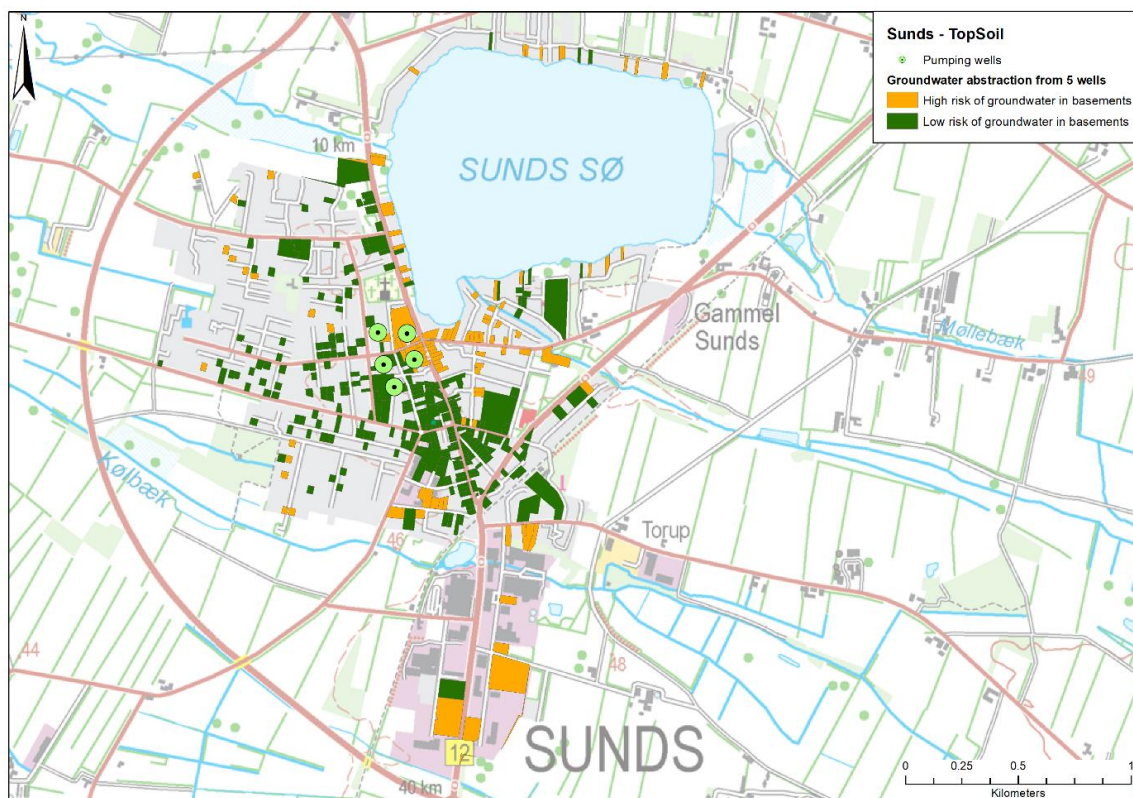 N
Sunds - TopSoil
Pumping wells
Groundwater abstraction from 5 wells
High risk of groundwater in basements
Low risk of groundwater in basements
10 km
SUNDS SØ
Gammel
Sunds
Møllebæk
49
Kølbæk
46
Torup
44
48
SUNDS
12
40 km
0 0.25 0.5 1
Kilometers